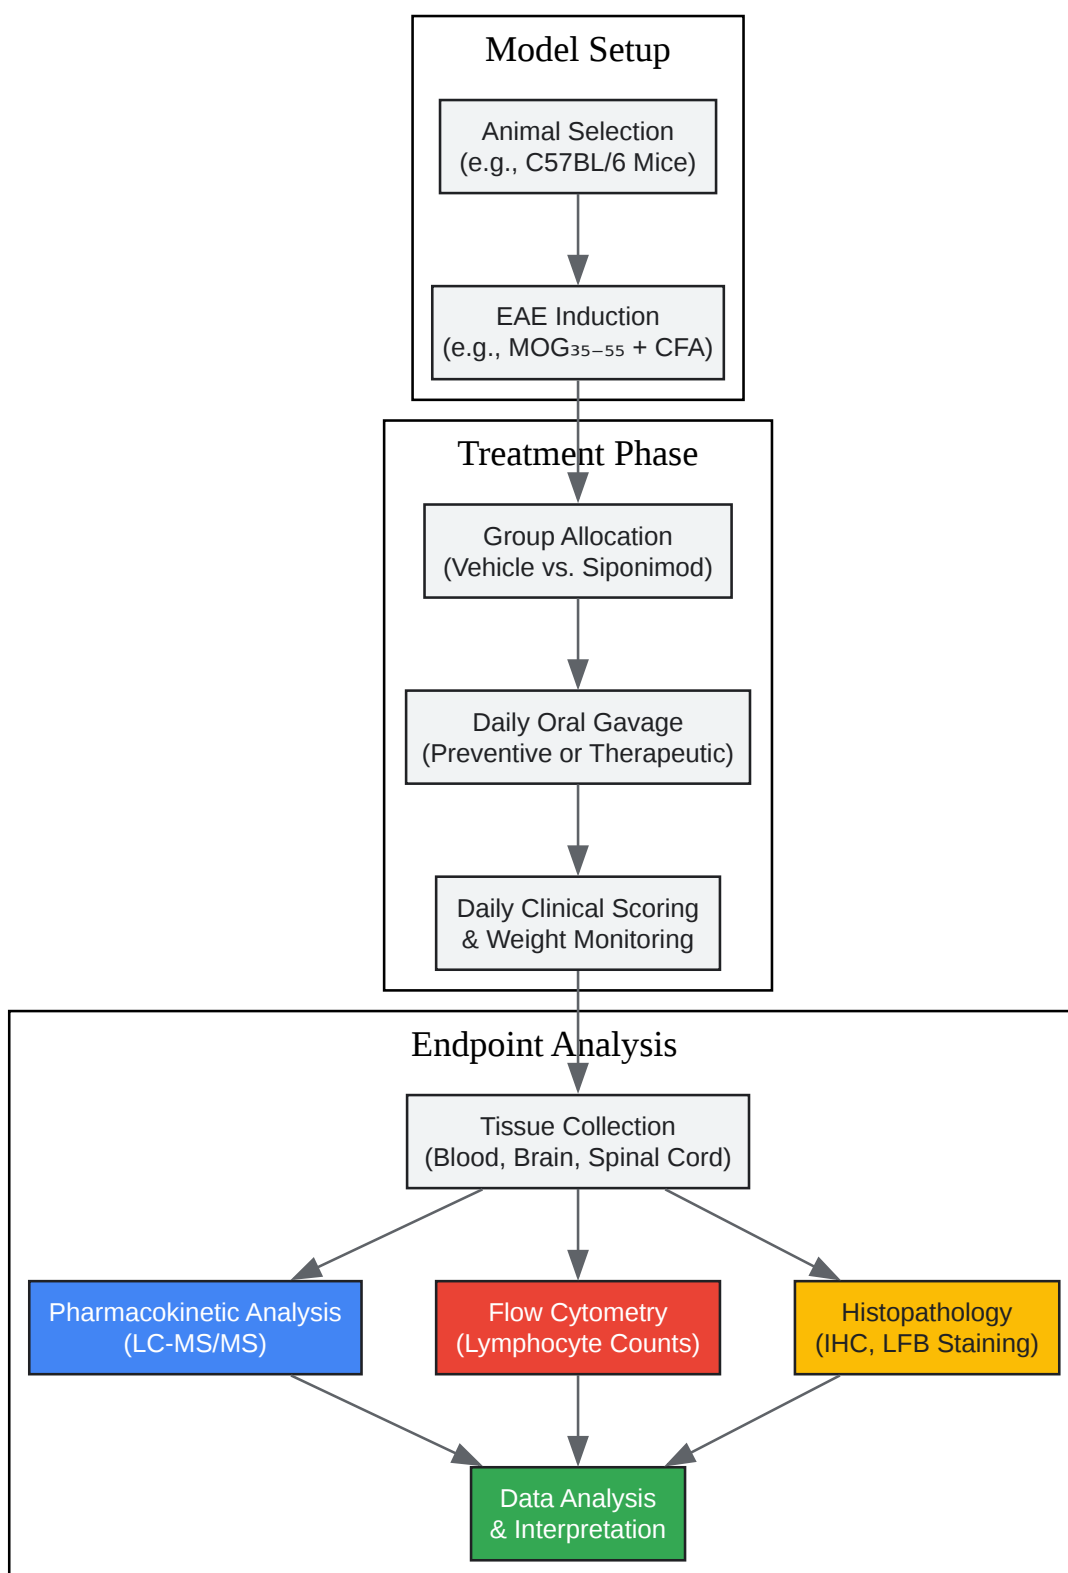 Model Setup
Animal Selection
(e.g., C57BL/6 Mice)
EAE Induction
(e.g., MOG₃₅₋₅₅ + CFA)
Treatment Phase
Group Allocation
(Vehicle vs. Siponimod)
Daily Oral Gavage
(Preventive or Therapeutic)
Daily Clinical Scoring
& Weight Monitoring
Endpoint Analysis
Tissue Collection
(Blood, Brain, Spinal Cord)
Pharmacokinetic Analysis
(LC-MS/MS)
Flow Cytometry
(Lymphocyte Counts)
Histopathology
(IHC, LFB Staining)
Data Analysis
& Interpretation